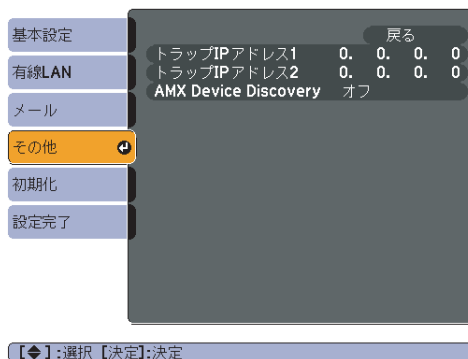 基本設定
有線LAN
メール
その他
初期化
設定完了
戻る
トラップIPアドレス1 0. 0. 0. 0
トラップIPアドレス2 0. 0. 0. 0
AMX Device Discovery オフ
[◆]:選択 [決定]:決定